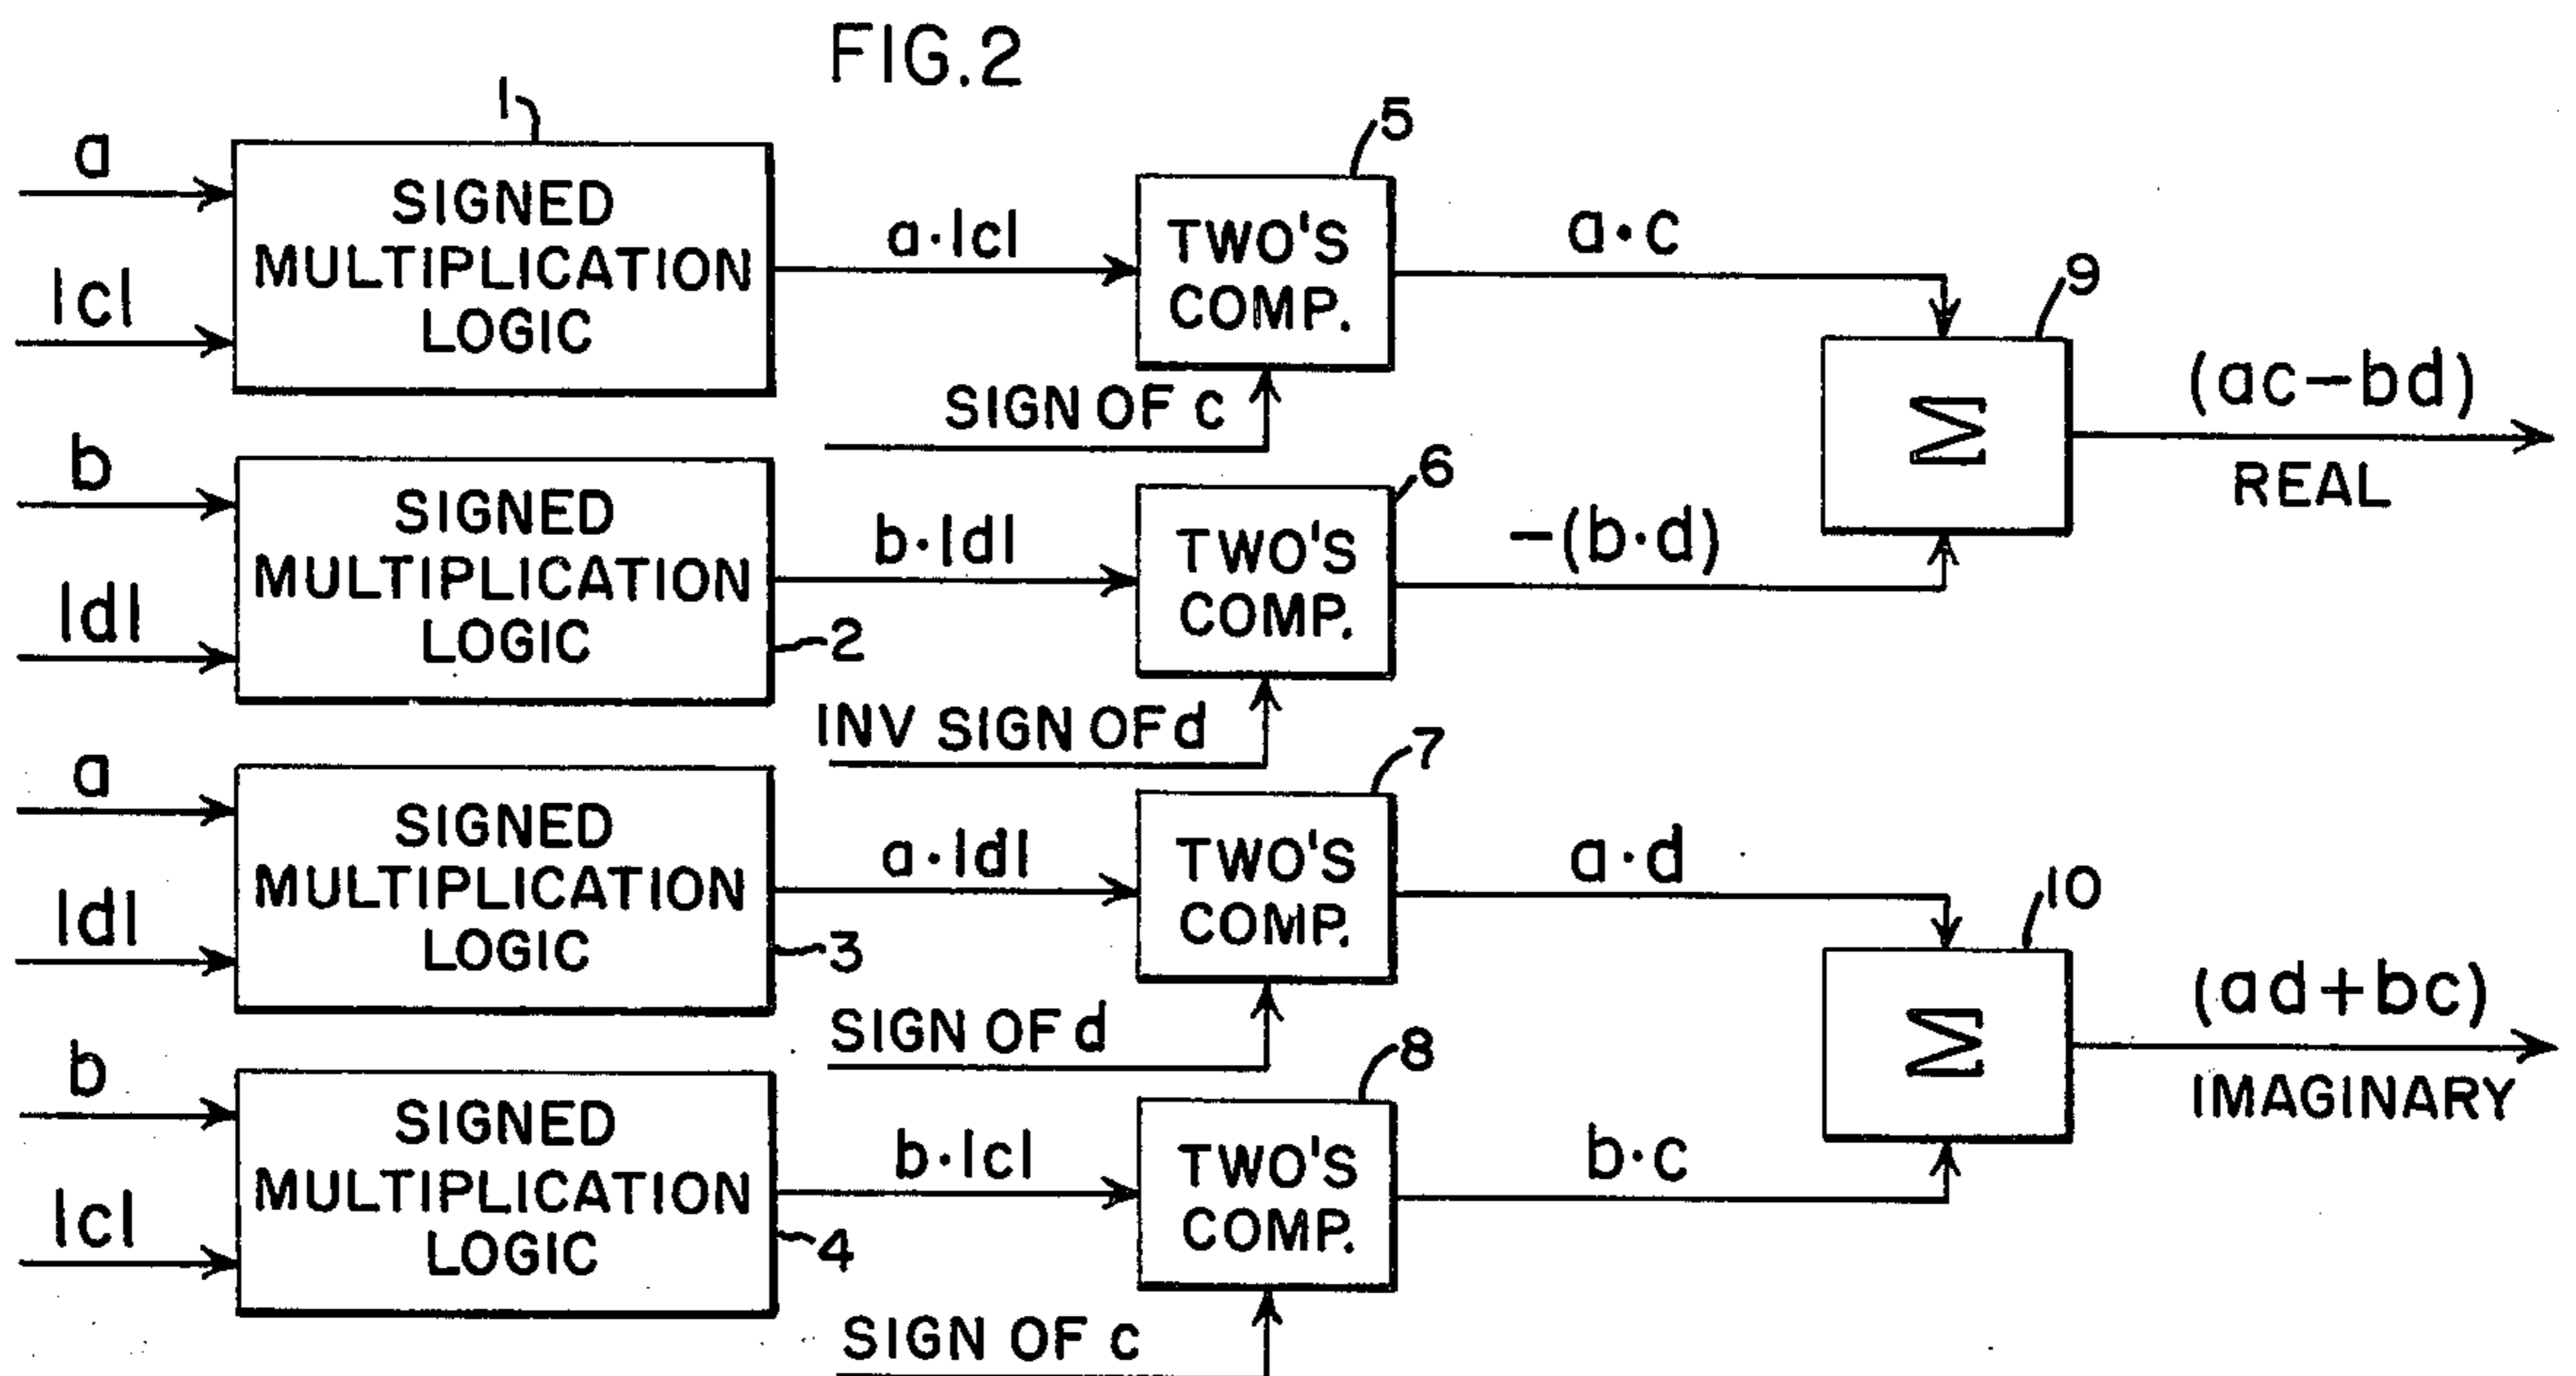 FIG.2
1
a
|c|
SIGNED
MULTIPLICATION
LOGIC
a·|c|
5
TWO'S
COMP.
SIGN OF c
a·c
9
Σ
(ac−bd)
REAL
b
|d|
SIGNED
MULTIPLICATION
LOGIC
2
b·|d|
6
TWO'S
COMP.
INV SIGN OF d
−(b·d)
a
|d|
SIGNED
MULTIPLICATION
LOGIC
3
a·|d|
7
TWO'S
COMP.
SIGN OF d
a·d
10
Σ
(ad+bc)
IMAGINARY
b
|c|
SIGNED
MULTIPLICATION
LOGIC
4
b·|c|
8
TWO'S
COMP.
SIGN OF c
b·c